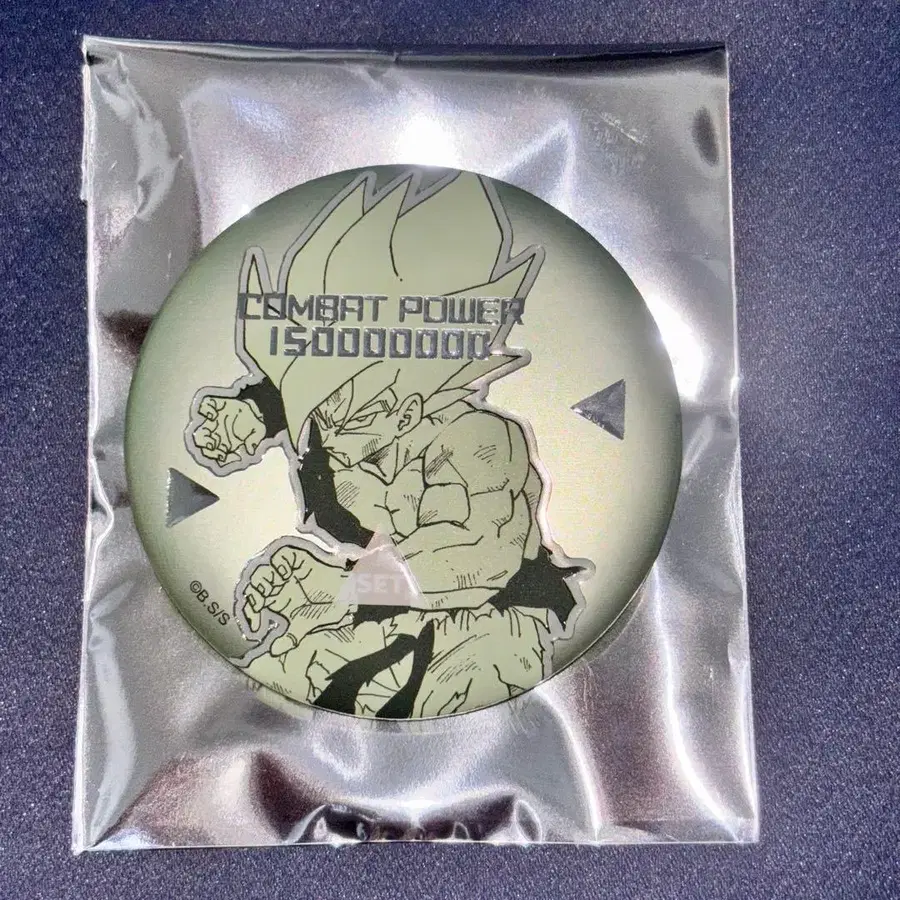 COMBAT POWER
150000000
SET
©B.S/S